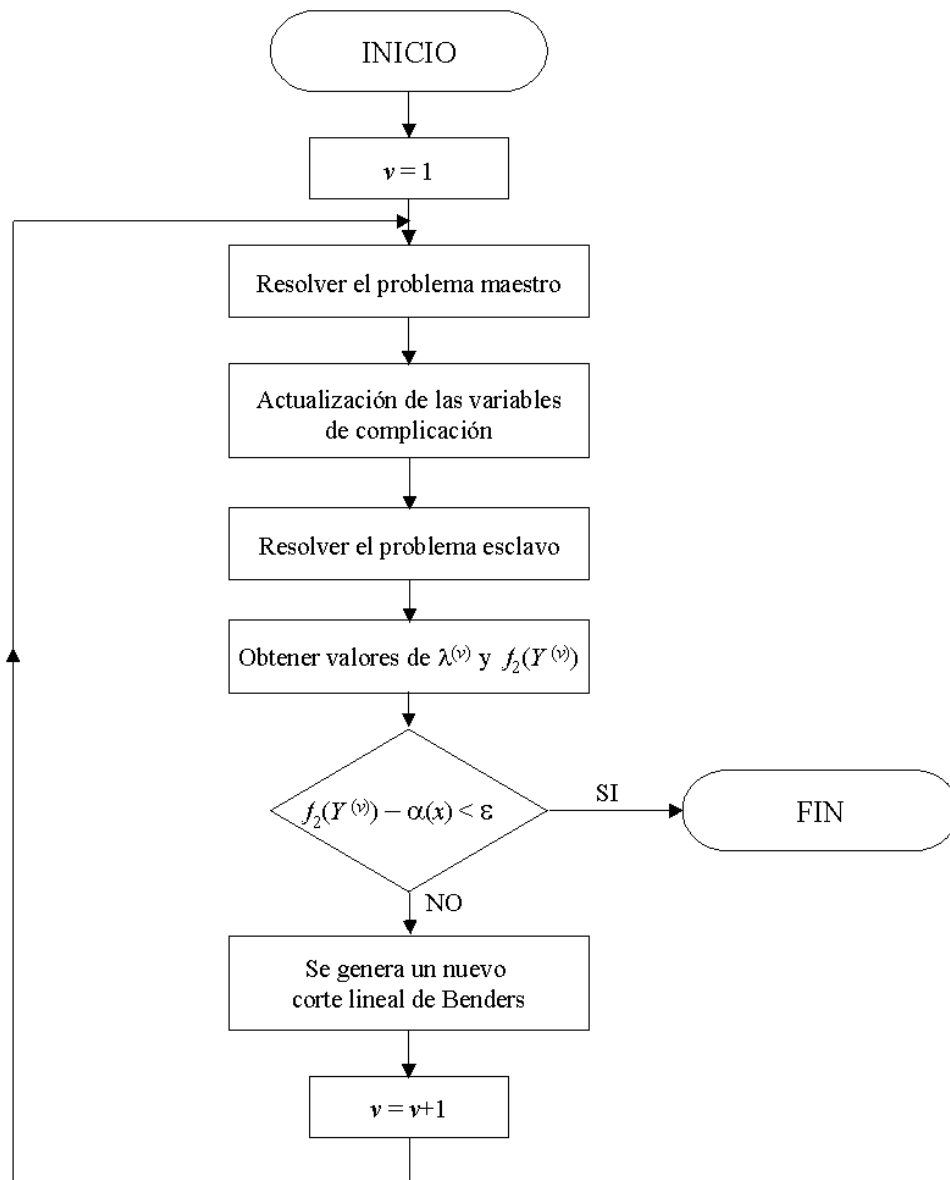 INICIO
v = 1
Resolver el problema maestro
Actualización de las variables
de complicación
Resolver el problema esclavo
Obtener valores de λ⁽ᵛ⁾ y f₂(Y⁽ᵛ⁾)
f₂(Y⁽ᵛ⁾) – α(x) < ε
SI
FIN
NO
Se genera un nuevo
corte lineal de Benders
v = v+1